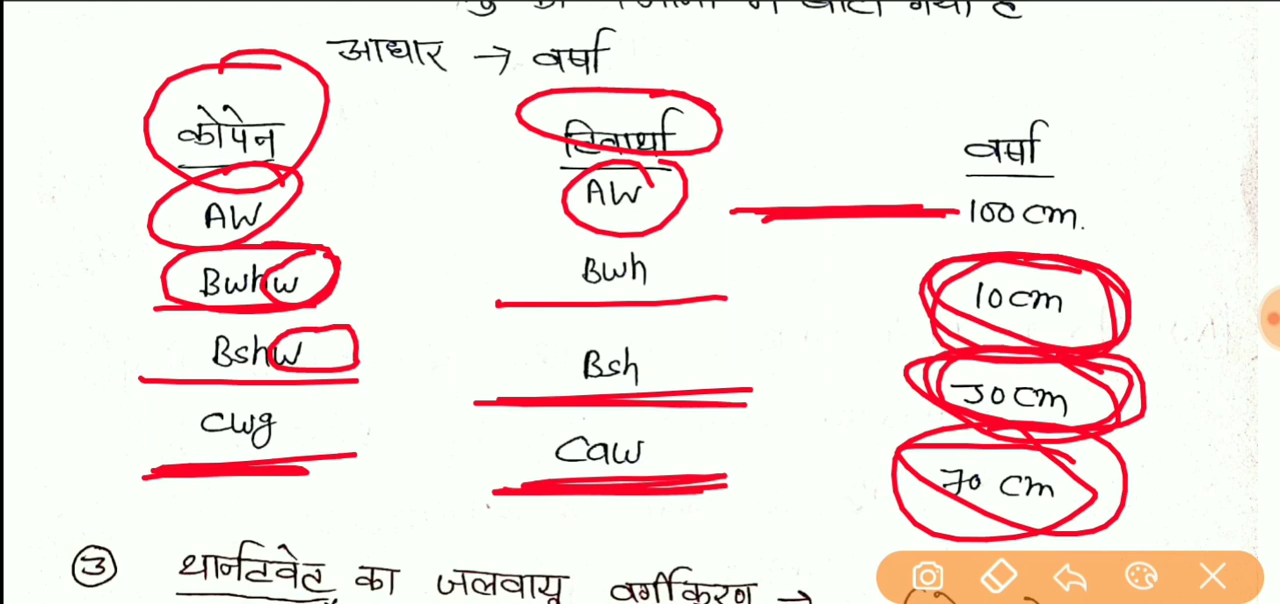 में बांटा गया है
आधार → वर्षा
कोपेन ट्रिवार्था वर्षा
AW AW 100 cm.
Bwhw Bwh 10 cm
Bshw Bsh 50 cm
Cwg Caw 70 cm
③ थार्नटवेट का जलवायु वर्गीकरण →